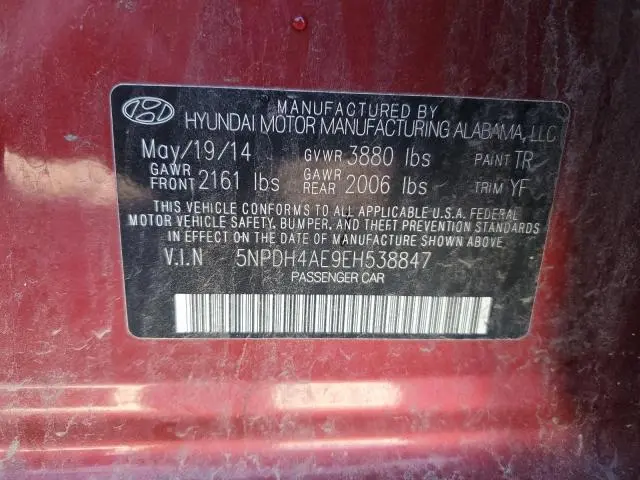 MANUFACTURED BY
HYUNDAI MOTOR MANUFACTURING ALABAMA, LLC
May/19/14 GVWR 3880 lbs PAINT TR
GAWR FRONT 2161 lbs GAWR REAR 2006 lbs TRIM YF
THIS VEHICLE CONFORMS TO ALL APPLICABLE U.S.A. FEDERAL
MOTOR VEHICLE SAFETY, BUMPER, AND THEFT PREVENTION STANDARDS
IN EFFECT ON THE DATE OF MANUFACTURE SHOWN ABOVE.
V.I.N 5NPDH4AE9EH538847
PASSENGER CAR